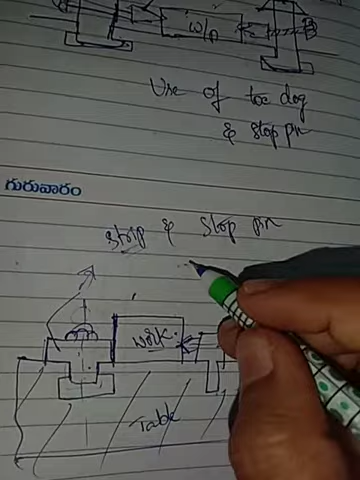 W/P
Use of toe dog
& stop pin
గురువారం
strip & stop pin
work
Table